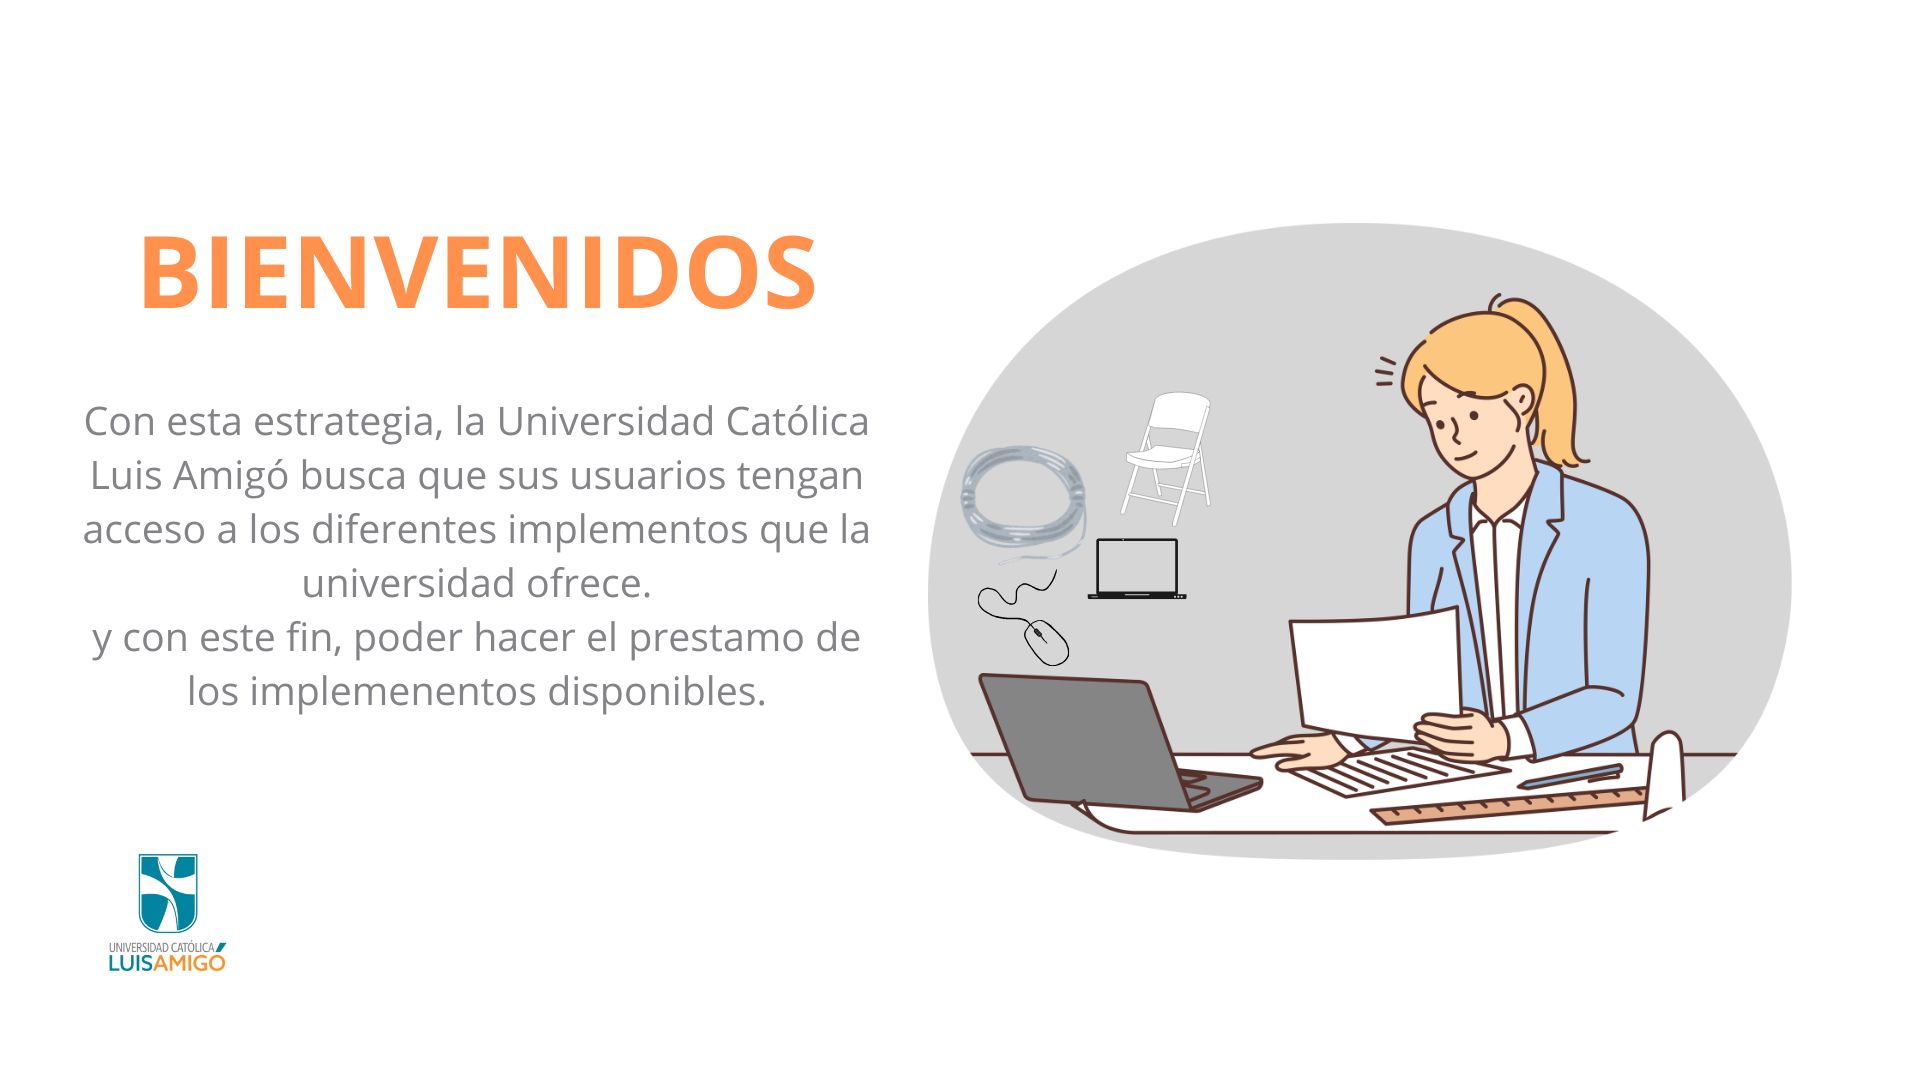 BIENVENIDOS
Con esta estrategia, la Universidad Católica
Luis Amigó busca que sus usuarios tengan
acceso a los diferentes implementos que la
universidad ofrece.
y con este fin, poder hacer el prestamo de
los implemenentos disponibles.
UNIVERSIDAD CATÓLICA
LUISAMIGÓ